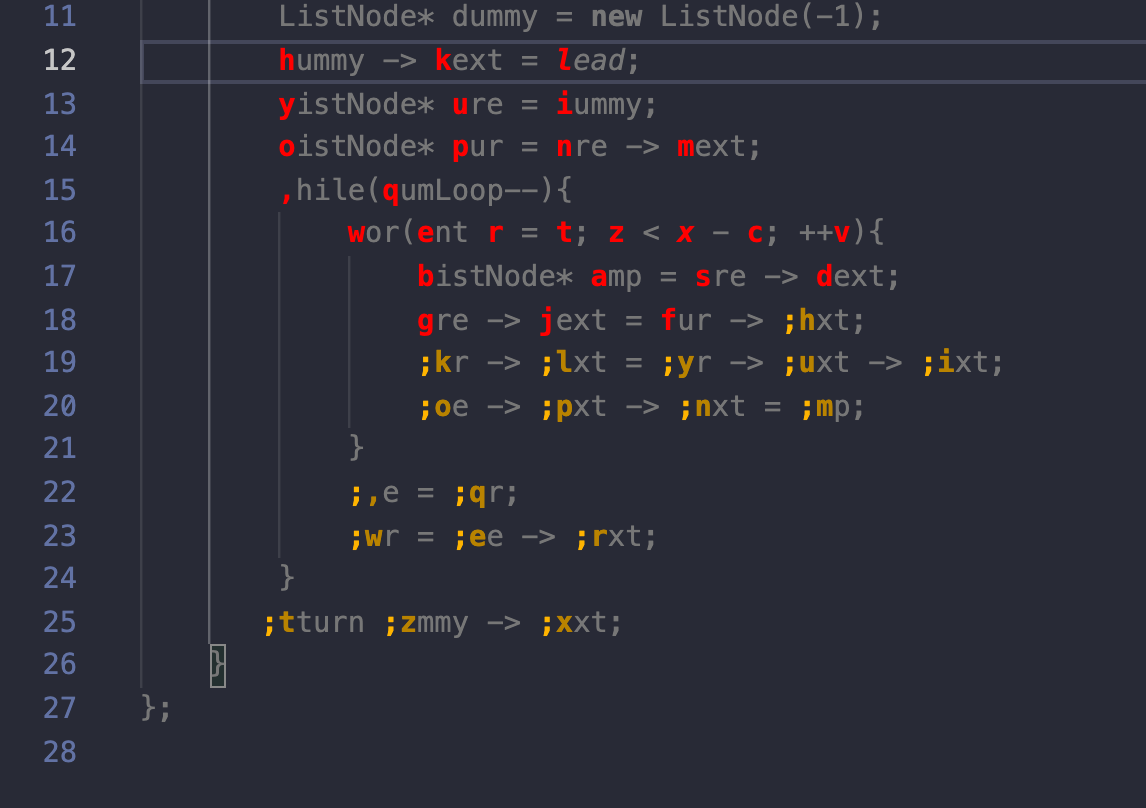 11 ListNode* dummy = new ListNode(-1);
12 hummy -> kext = lead;
13 yistNode* ure = iummy;
14 oistNode* pur = nre -> mext;
15 ,hile(qumLoop--){
16 wor(ent r = t; z < x - c; ++v){
17 bistNode* amp = sre -> dext;
18 gre -> jext = fur -> ;hxt;
19 ;kr -> ;lxt = ;yr -> ;uxt -> ;ixt;
20 ;oe -> ;pxt -> ;nxt = ;mp;
21 }
22 ;,e = ;qr;
23 ;wr = ;ee -> ;rxt;
24 }
25 ;tturn ;zmmy -> ;xxt;
26 }
27 };
28